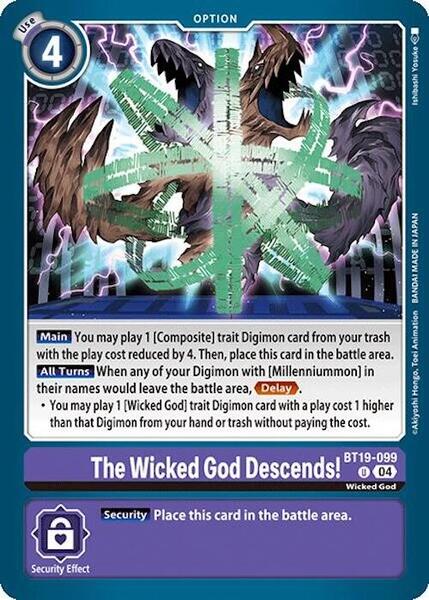 OPTION
Use
4
Ishibashi Yosuke
Main You may play 1 [Composite] trait Digimon card from your trash
with the play cost reduced by 4. Then, place this card in the battle area.
All Turns When any of your Digimon with [Millenniummon] in
their names would leave the battle area, Delay.
• You may play 1 [Wicked God] trait Digimon card with a play cost 1 higher
than that Digimon from your hand or trash without paying the cost.
©Akiyoshi Hongo, Toei Animation BANDAI MADE IN JAPAN
The Wicked God Descends!
BT19-099
U 04
Wicked God
Security Place this card in the battle area.
Security Effect